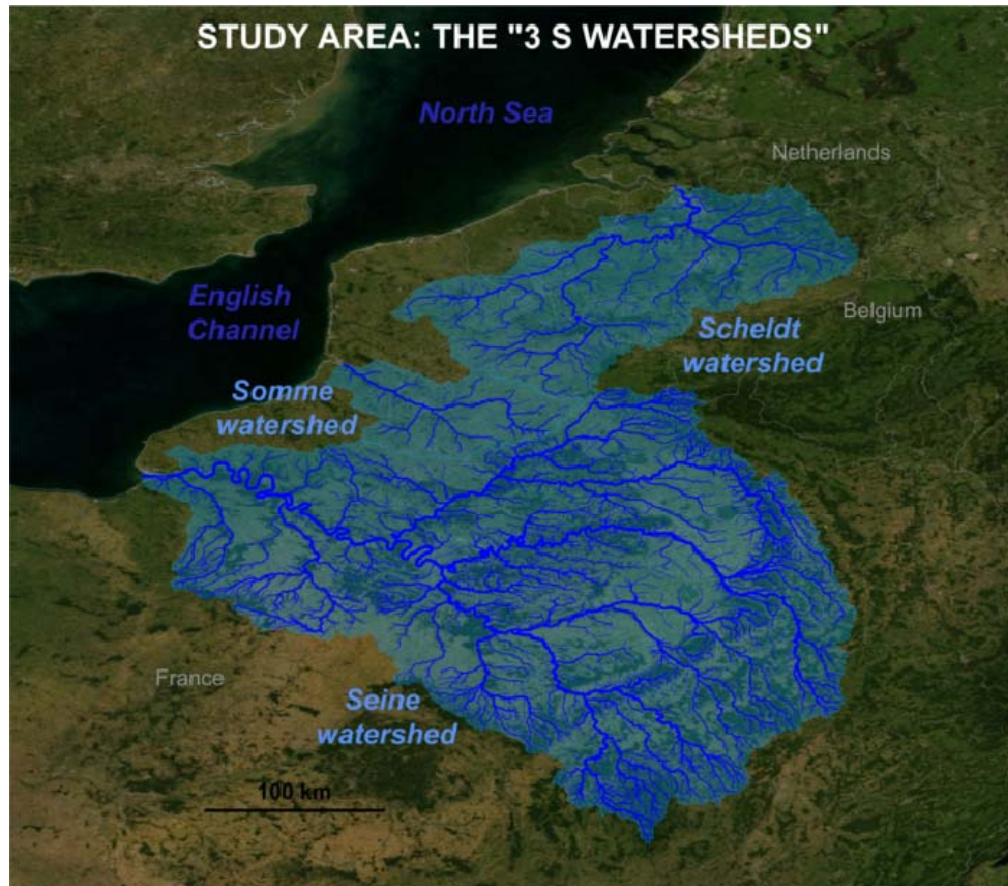 STUDY AREA: THE "3 S WATERSHEDS"
North Sea
Netherlands
English
Channel
Belgium
Scheldt
watershed
Somme
watershed
France
Seine
watershed
100 km